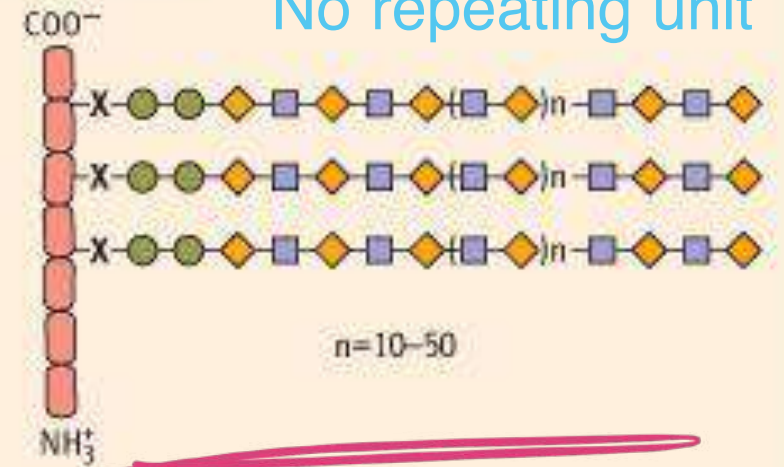 No repeating unit
COO⁻
X ( )n
X ( )n
X ( )n
n=10–50
NH₃⁺